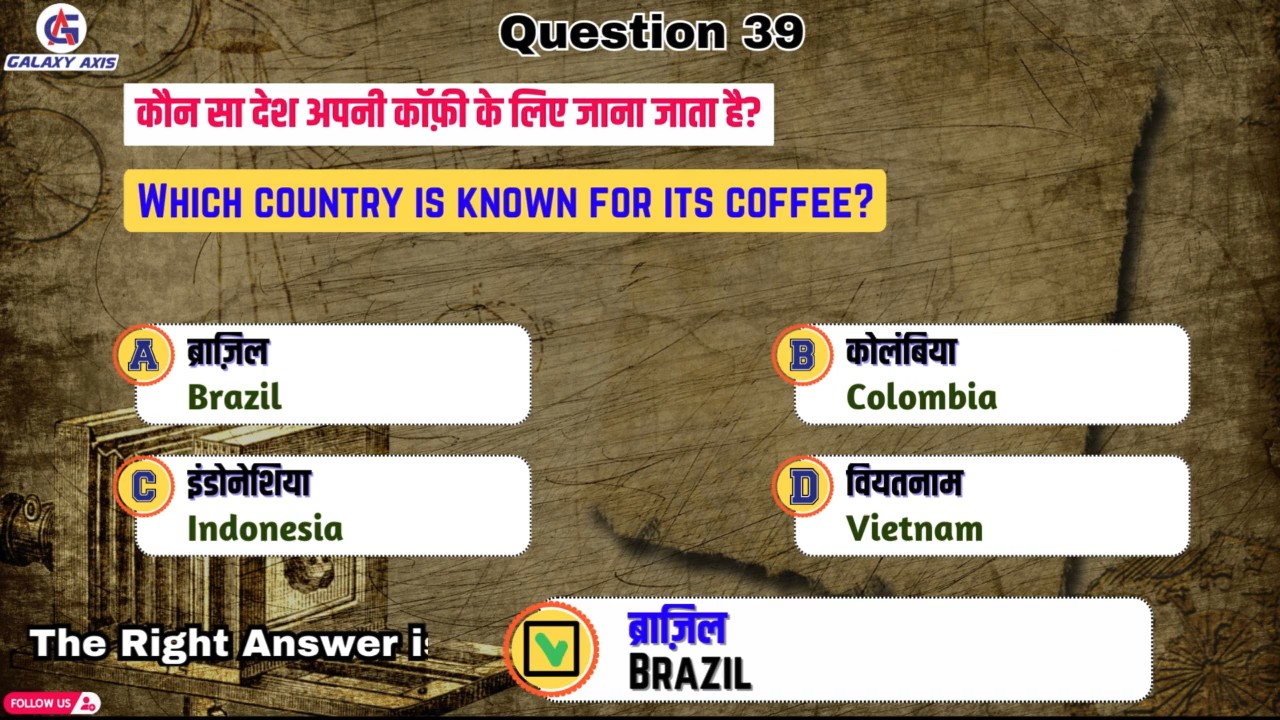 GALAXY AXIS
Question 39
कौन सा देश अपनी कॉफ़ी के लिए जाना जाता है?
WHICH COUNTRY IS KNOWN FOR ITS COFFEE?
A
ब्राज़िल
Brazil
B
कोलंबिया
Colombia
C
इंडोनेशिया
Indonesia
D
वियतनाम
Vietnam
The Right Answer is
ब्राज़िल
BRAZIL
FOLLOW US